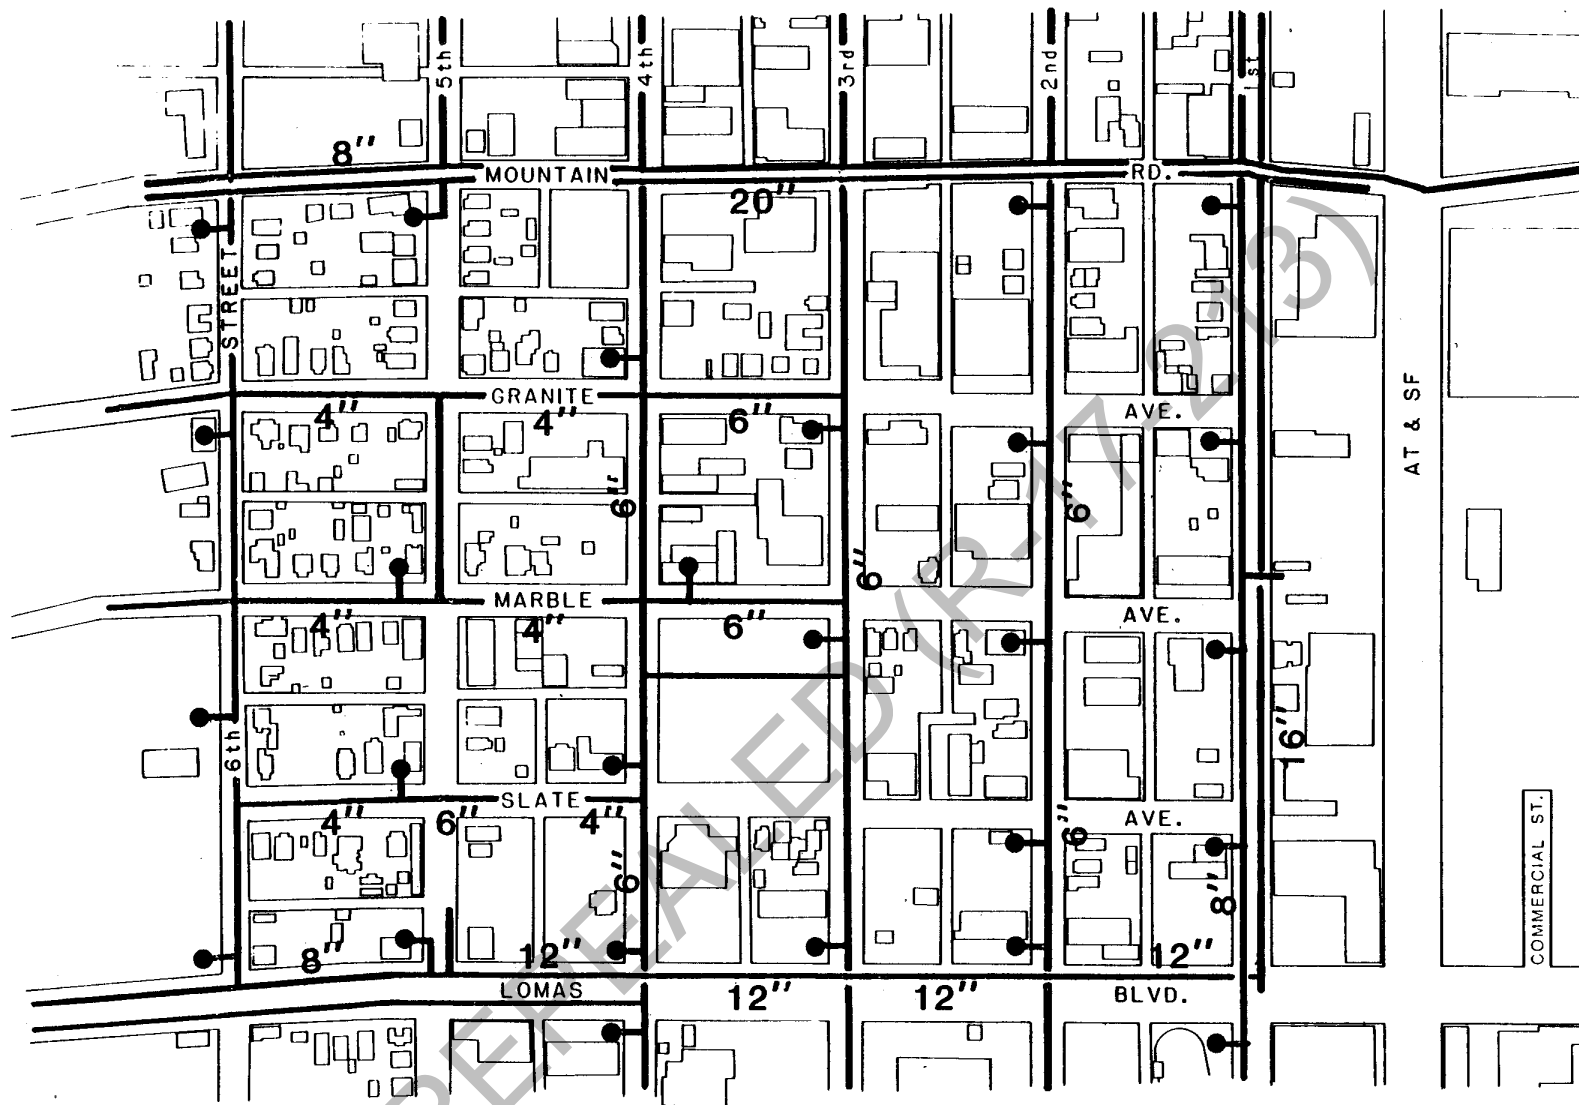 5th
4th
3rd
2nd
1st
8"
MOUNTAIN
RD.
20"
STREET
GRANITE
AVE.
4"
4"
6"
AT & SF
6"
6"
6"
MARBLE
AVE.
4"
4"
6"
6th
16"
SLATE
AVE.
4"
6"
4"
6"
6"
8"
COMMERCIAL ST.
8"
12"
12"
LOMAS
12"
12"
BLVD.
REPEALED (R-17-213)